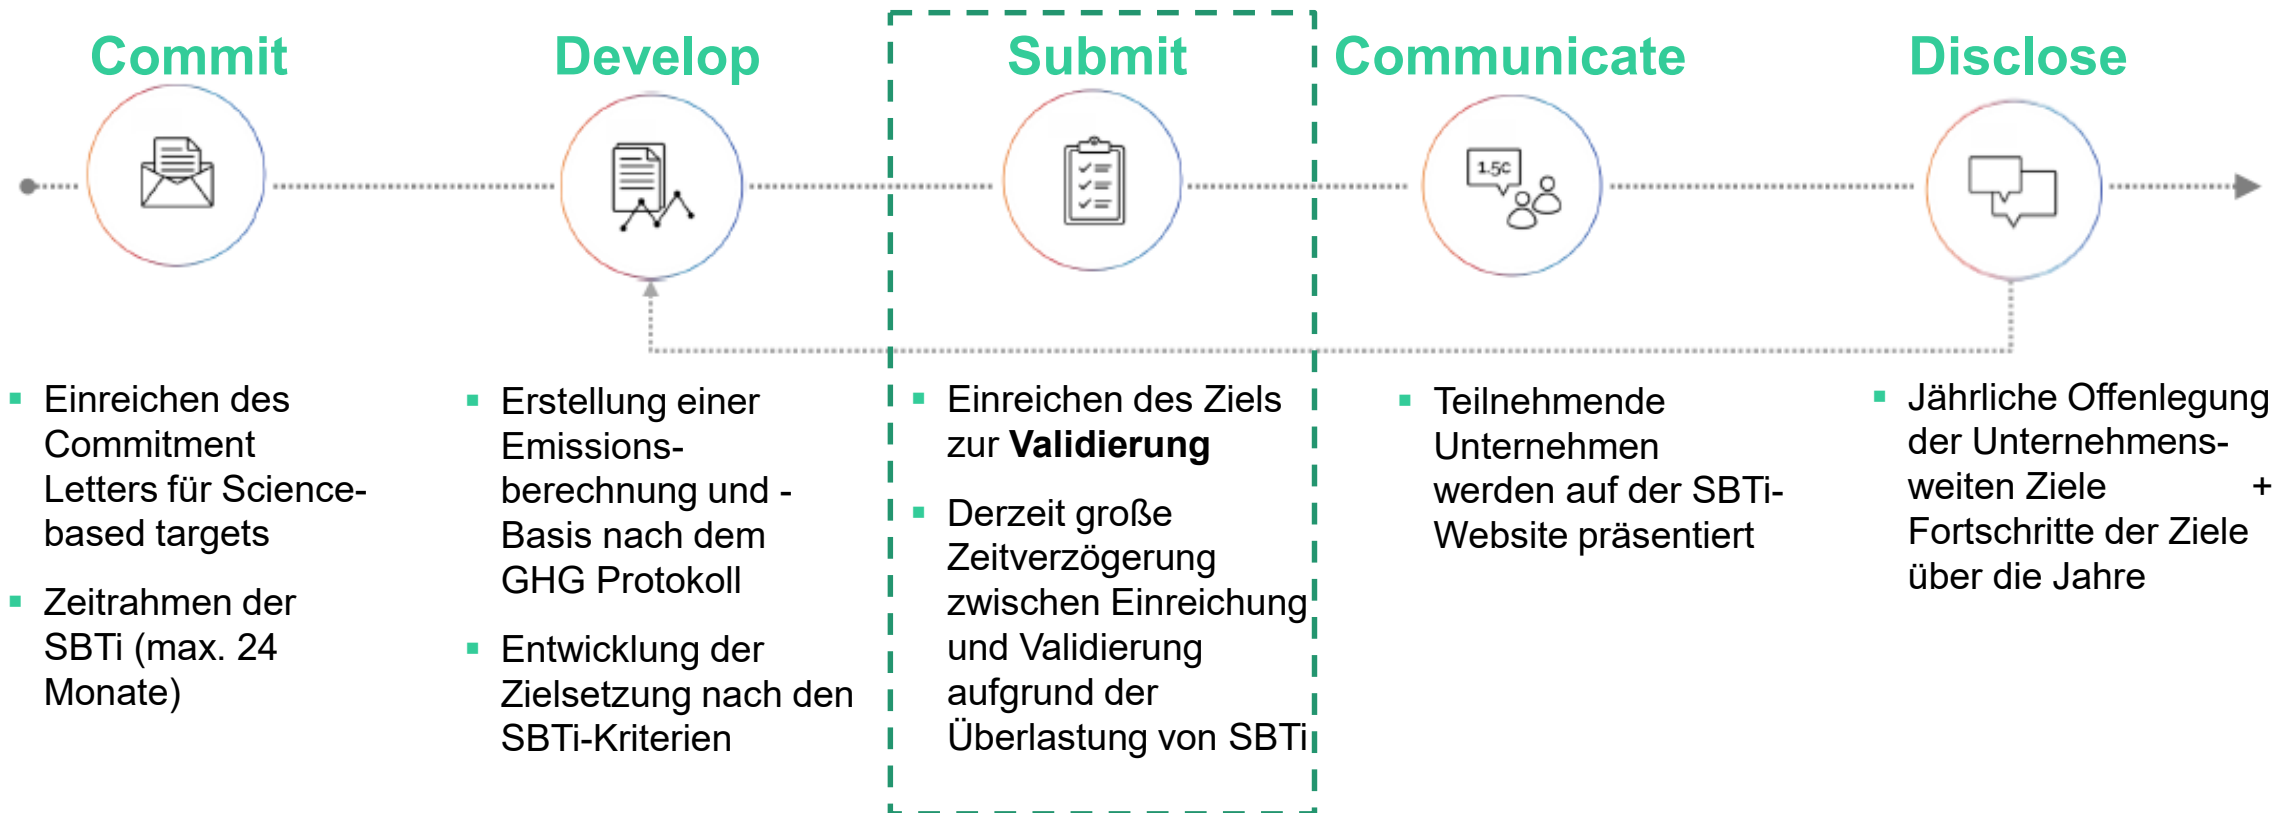 Commit
Develop
Submit
Communicate
Disclose
1.5c
▪ Einreichen des
Commitment
Letters für Science-
based targets
▪ Zeitrahmen der
SBTi (max. 24
Monate)
▪ Erstellung einer
Emissions-
berechnung und -
Basis nach dem
GHG Protokoll
▪ Entwicklung der
Zielsetzung nach den
SBTi-Kriterien
▪ Einreichen des Ziels
zur Validierung
▪ Derzeit große
Zeitverzögerung
zwischen Einreichung
und Validierung
aufgrund der
Überlastung von SBTi
▪ Teilnehmende
Unternehmen
werden auf der SBTi-
Website präsentiert
▪ Jährliche Offenlegung
der Unternehmens-
weiten Ziele +
Fortschritte der Ziele
über die Jahre